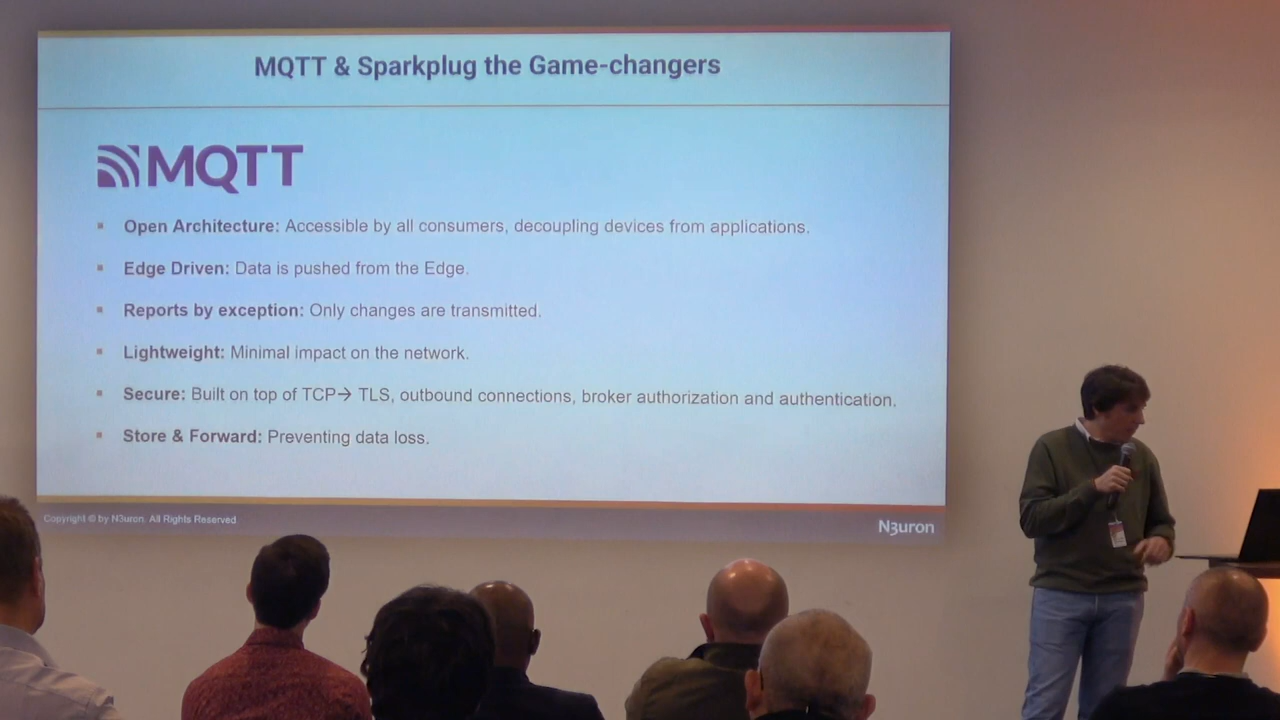 MQTT & Sparkplug the Game-changers
MQTT
▪ Open Architecture: Accessible by all consumers, decoupling devices from applications.
▪ Edge Driven: Data is pushed from the Edge.
▪ Reports by exception: Only changes are transmitted.
▪ Lightweight: Minimal impact on the network.
▪ Secure: Built on top of TCP→ TLS, outbound connections, broker authorization and authentication.
▪ Store & Forward: Preventing data loss.
Copyright © by N3uron. All Rights Reserved.
N3uron